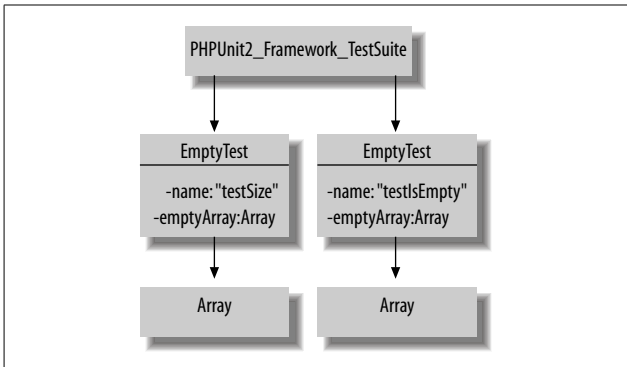 PHPUnit2_Framework_TestSuite
EmptyTest
-name: "testSize"
-emptyArray:Array
EmptyTest
-name: "testIsEmpty"
-emptyArray:Array
Array
Array